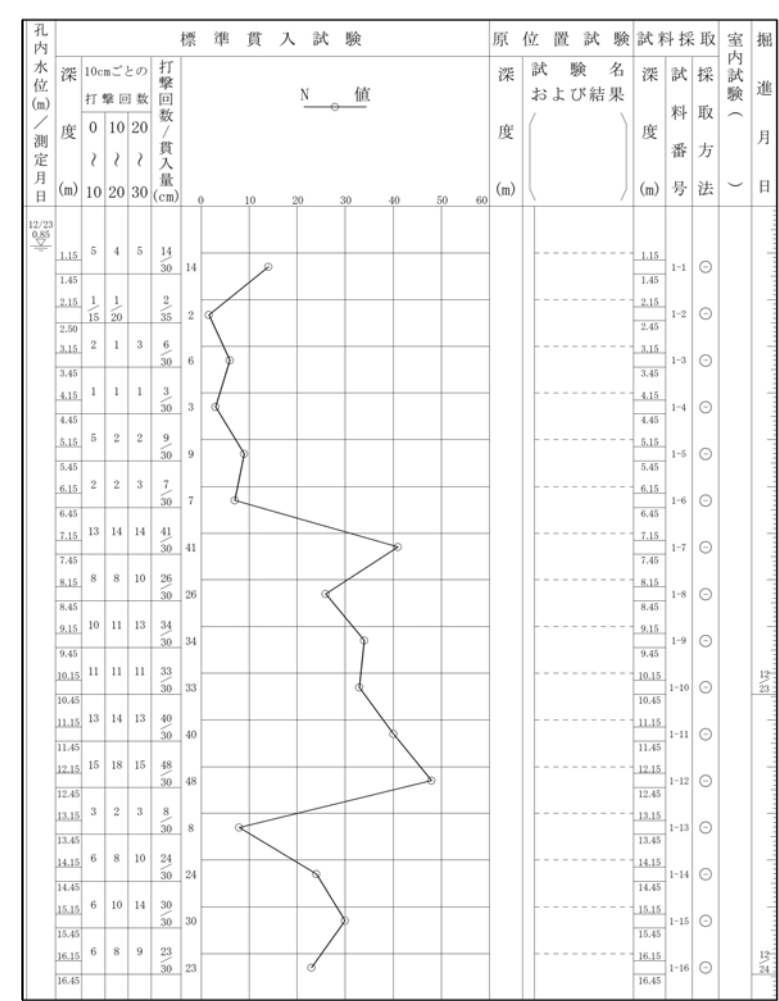 孔内水位(m)／測定月日
標準貫入試験
原位置試験
試料採取
室内試験( )
掘進月日
深度(m)
10cmごとの打撃回数
0〜10
10〜20
20〜30
打撃回数/貫入量(cm)
N 値
0 10 20 30 40 50 60
深度(m)
試験名および結果
深度(m)
試料番号
採取方法
12/23
0.85
1.15 5 4 5 14/30 14 1.15 1-1
1.45 1.45
2.15 1/15 1/20 2/35 2 2.15 1-2
2.50 2.45
3.15 2 1 3 6/30 6 3.15 1-3
3.45 3.45
4.15 1 1 1 3/30 3 4.15 1-4
4.45 4.45
5.15 5 2 2 9/30 9 5.15 1-5
5.45 5.45
6.15 2 2 3 7/30 7 6.15 1-6
6.45 6.45
7.15 13 14 14 41/30 41 7.15 1-7
7.45 7.45
8.15 8 8 10 26/30 26 8.15 1-8
8.45 8.45
9.15 10 11 13 34/30 34 9.15 1-9
9.45 9.45
10.15 11 11 11 33/30 33 10.15 1-10 12/23
10.45 10.45
11.15 13 14 13 40/30 40 11.15 1-11
11.45 11.45
12.15 15 18 15 48/30 48 12.15 1-12
12.45 12.45
13.15 3 2 3 8/30 8 13.15 1-13
13.45 13.45
14.15 6 8 10 24/30 24 14.15 1-14
14.45 14.45
15.15 6 10 14 30/30 30 15.15 1-15
15.45 15.45
16.15 6 8 9 23/30 23 16.15 1-16 12/24
16.45 16.45